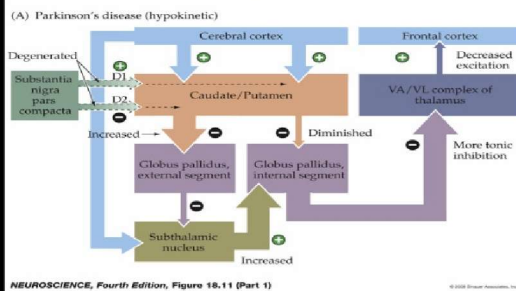 (A) Parkinson's disease (hypokinetic)
Cerebral cortex
Frontal cortex
Degenerated
Decreased
excitation
Substantia
nigra
pars
compacta
D1
D2
Caudate/Putamen
VA/VL complex of
thalamus
Increased
Diminished
More tonic
inhibition
Globus pallidus,
external segment
Globus pallidus,
internal segment
Subthalamic
nucleus
Increased
NEUROSCIENCE, Fourth Edition, Figure 18.11 (Part 1)